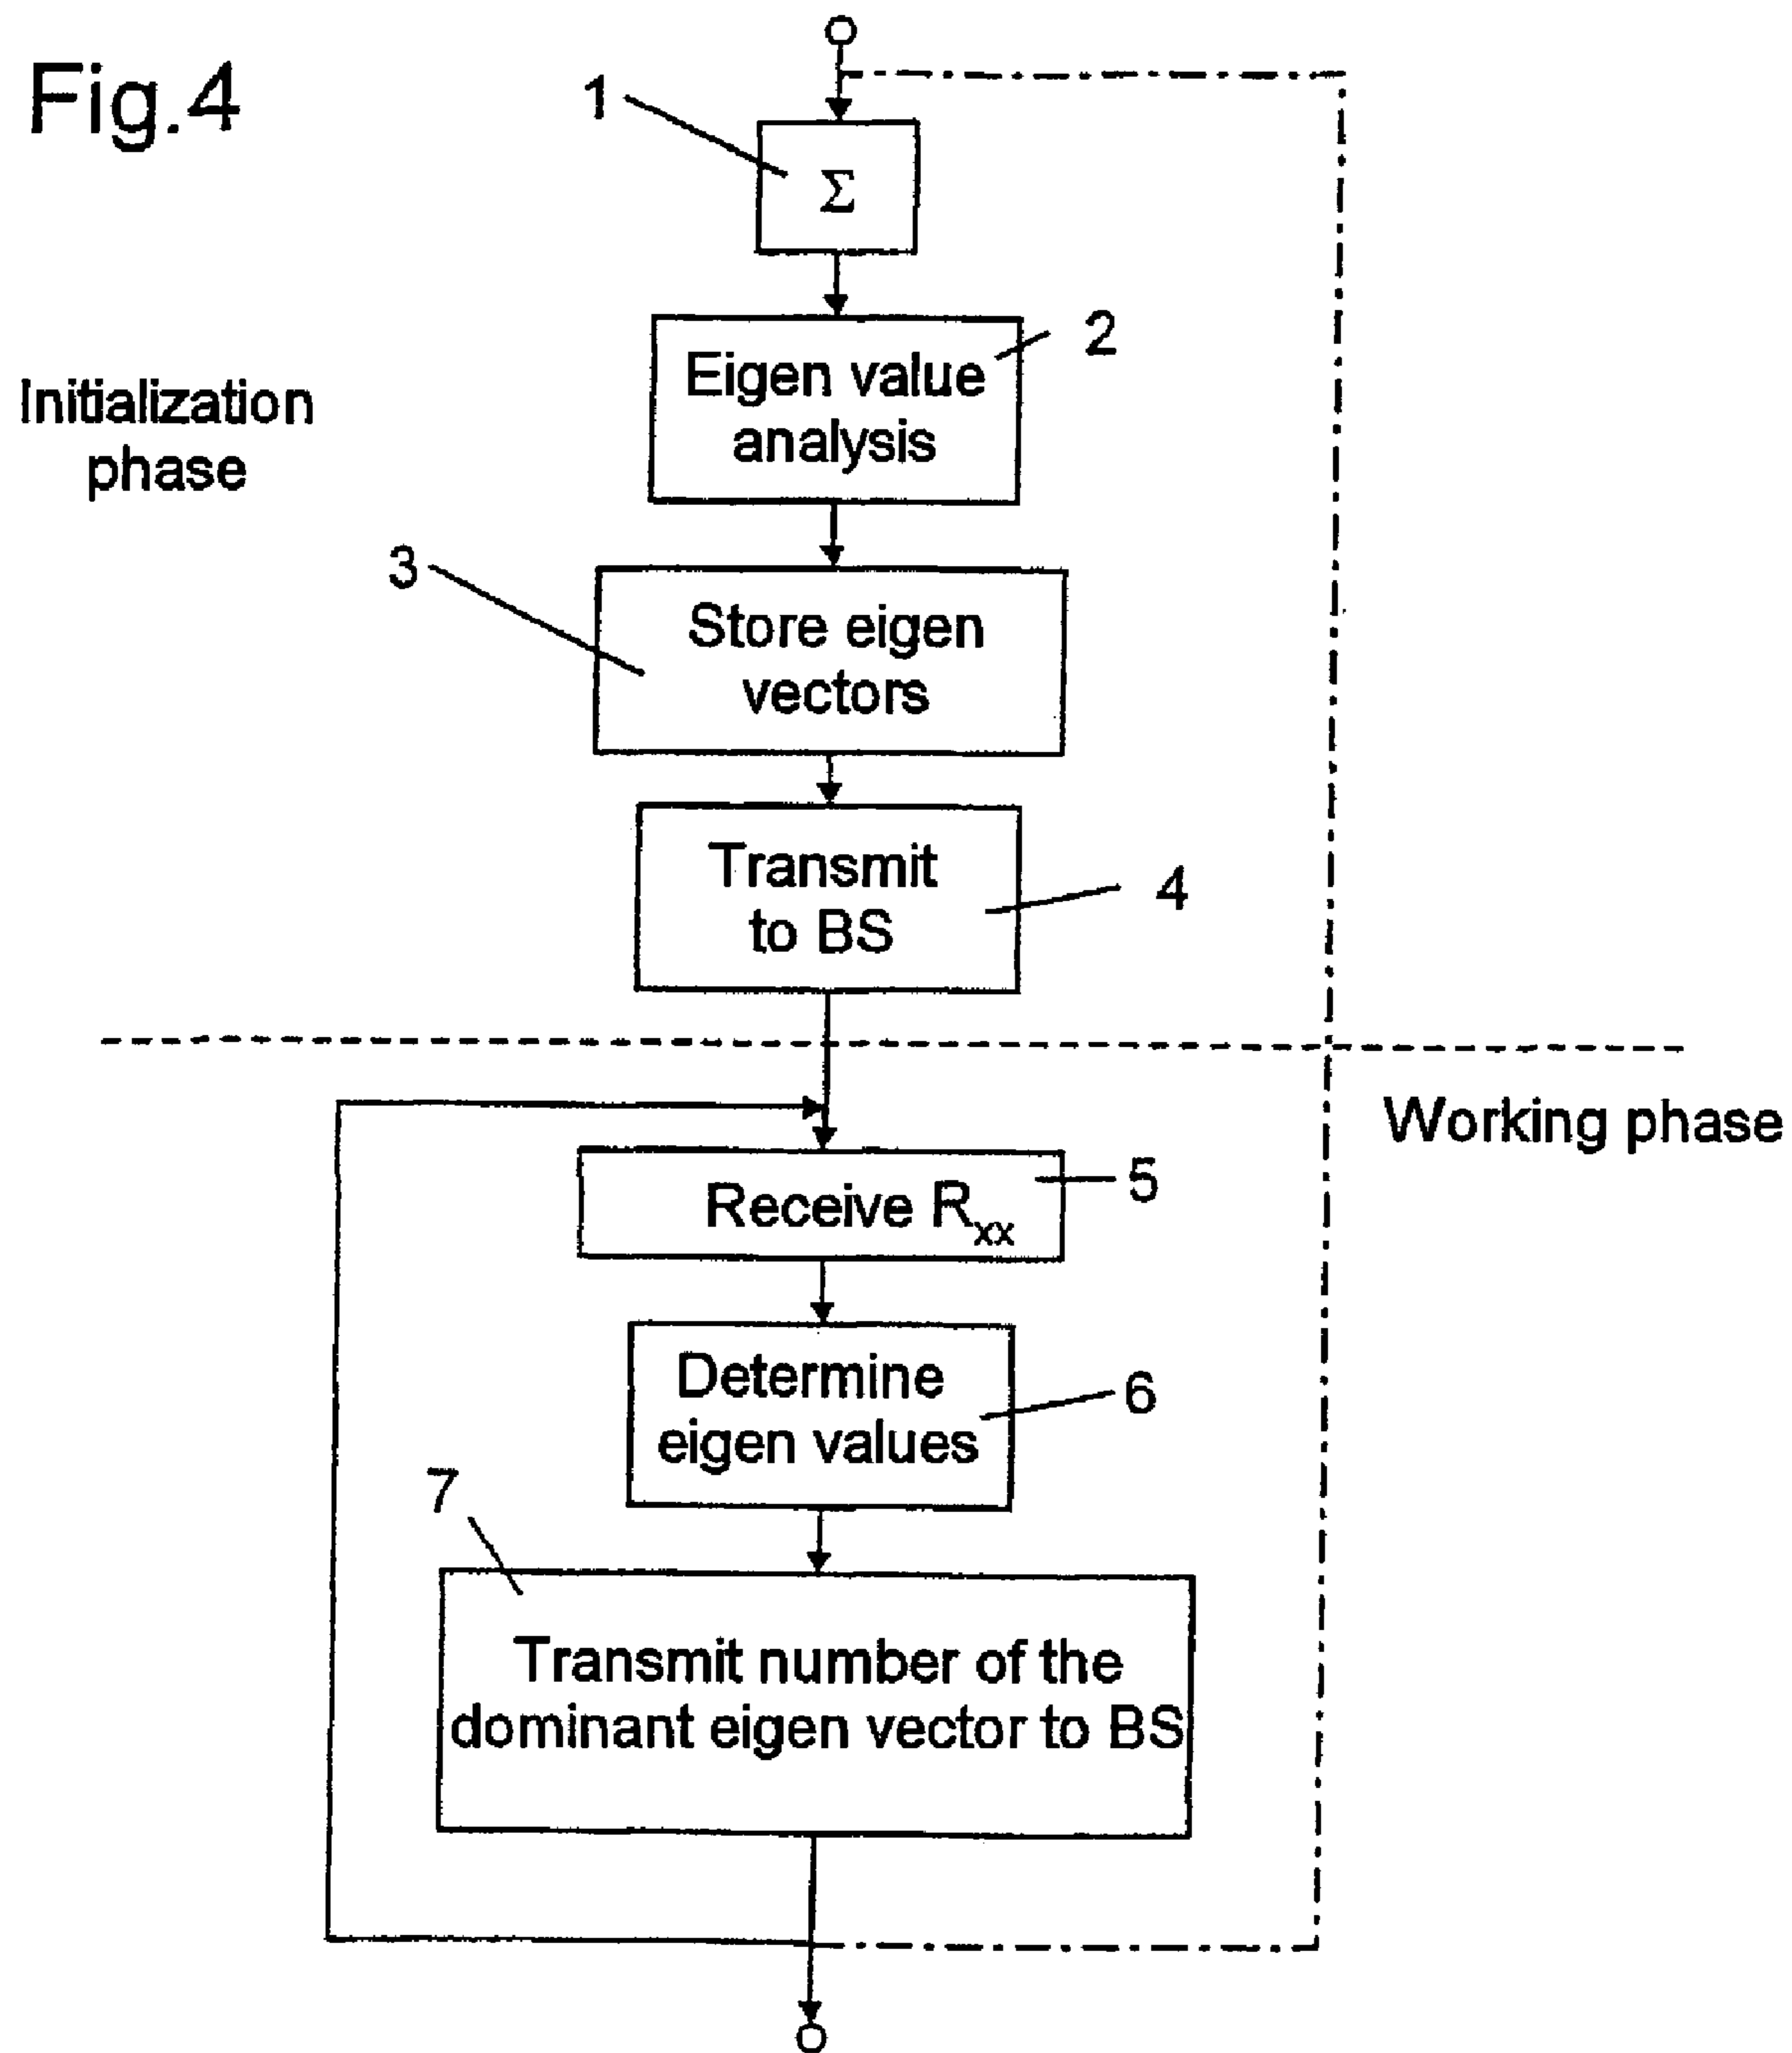 Fig.4
1
Σ
2
Eigen value
analysis
Initialization
phase
3
Store eigen
vectors
Transmit
to BS
4
Working phase
Receive Rxx
5
Determine
eigen values
6
7
Transmit number of the
dominant eigen vector to BS